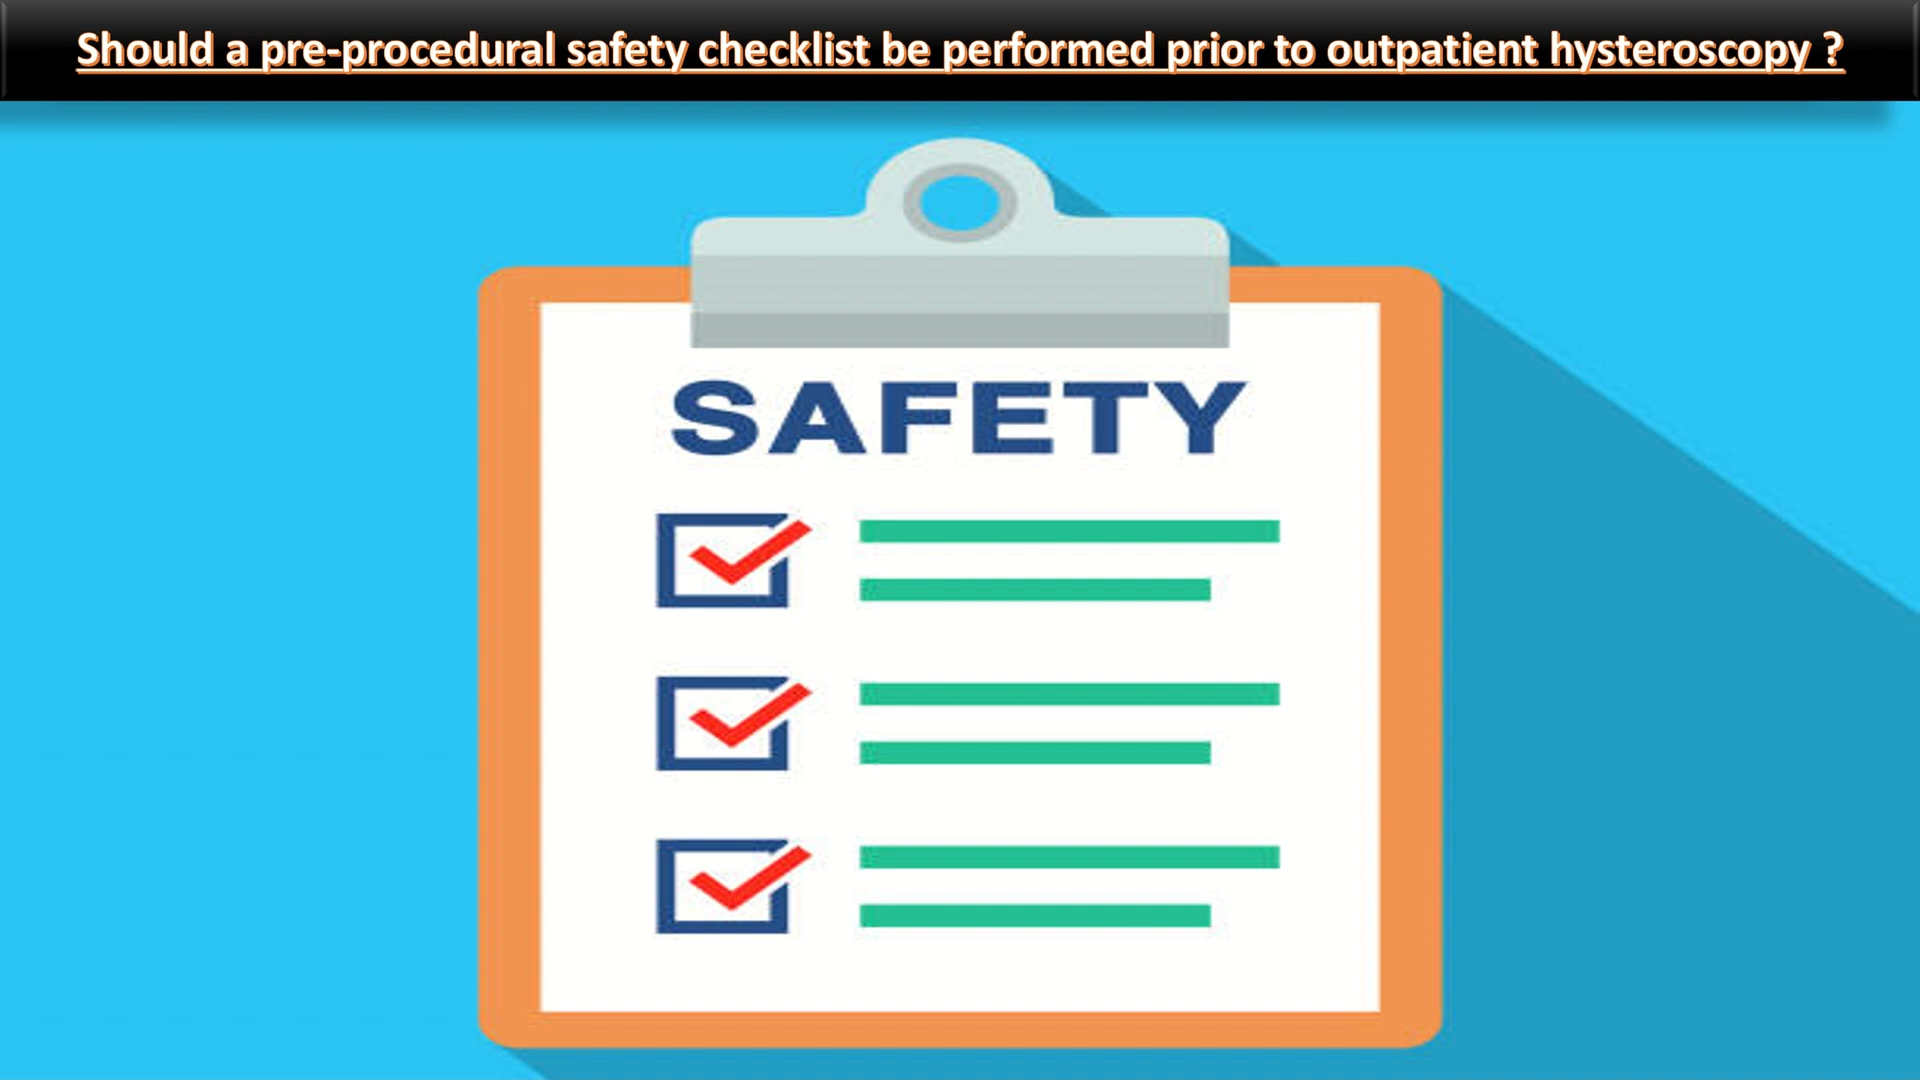 Should a pre-procedural safety checklist be performed prior to outpatient hysteroscopy ?
SAFETY